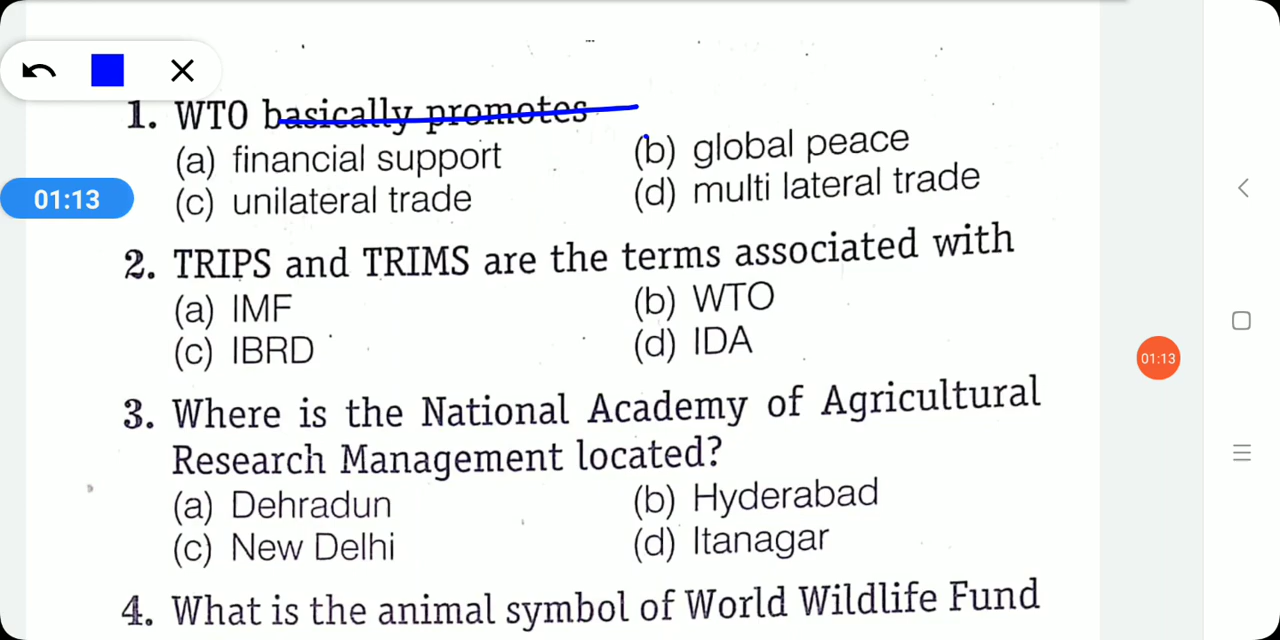 1. WTO basically promotes
(a) financial support (b) global peace
(c) unilateral trade (d) multi lateral trade
01:13
2. TRIPS and TRIMS are the terms associated with
(a) IMF (b) WTO
(c) IBRD (d) IDA
01:13
3. Where is the National Academy of Agricultural
Research Management located?
(a) Dehradun (b) Hyderabad
(c) New Delhi (d) Itanagar
4. What is the animal symbol of World Wildlife Fund